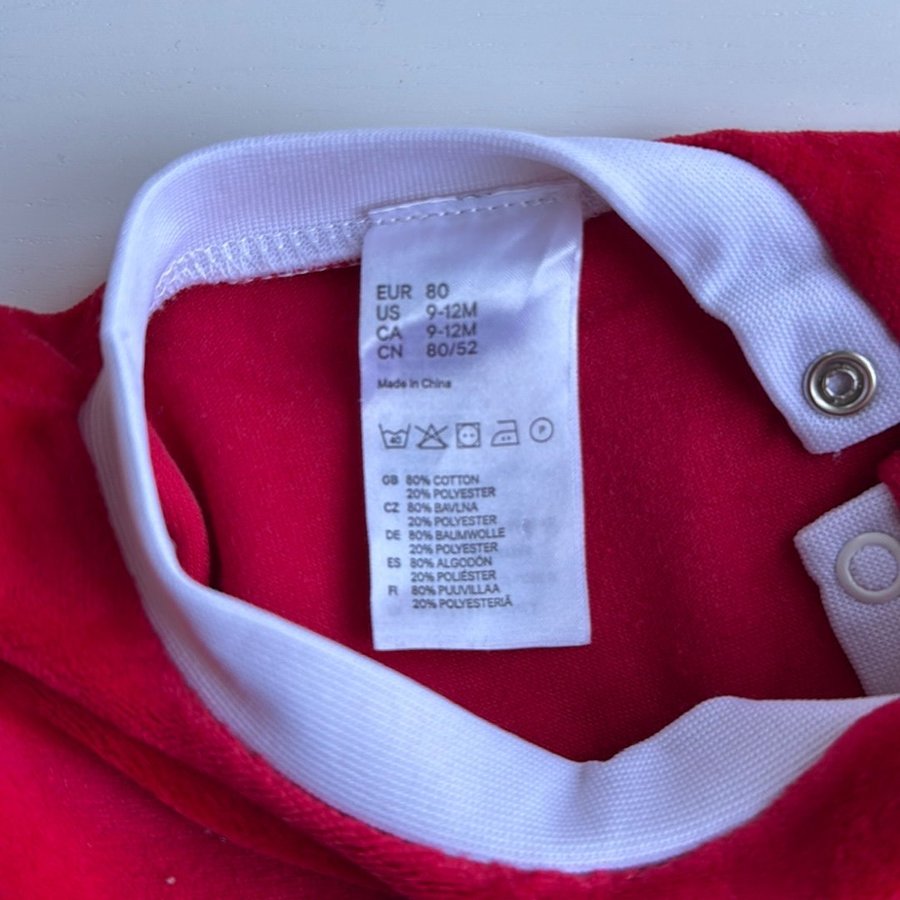 EUR 80
US 9-12M
CA 9-12M
CN 80/52
Made in China
40
P
GB 80% COTTON
20% POLYESTER
CZ 80% BAVLNA
20% POLYESTER
DE 80% BAUMWOLLE
20% POLYESTER
ES 80% ALGODÓN
20% POLIÉSTER
FI 80% PUUVILLAA
20% POLYESTERIÄ